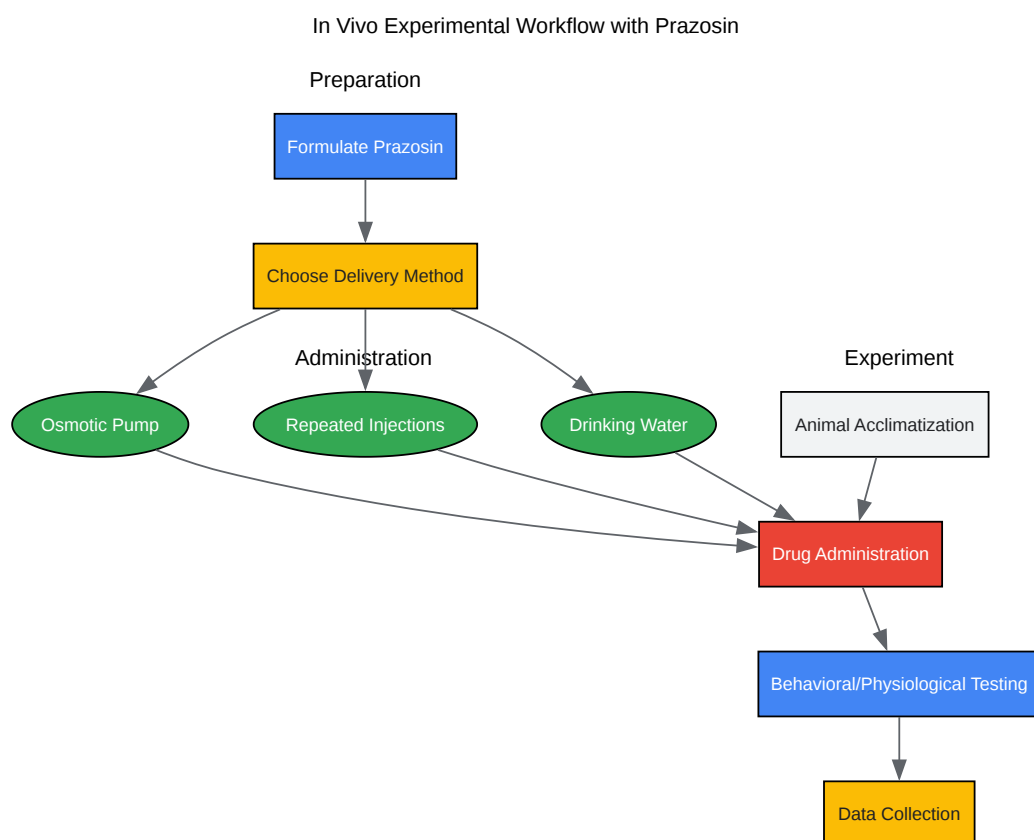 In Vivo Experimental Workflow with Prazosin
Preparation
Formulate Prazosin
Choose Delivery Method
Administration
Experiment
Osmotic Pump
Repeated Injections
Drinking Water
Animal Acclimatization
Drug Administration
Behavioral/Physiological Testing
Data Collection